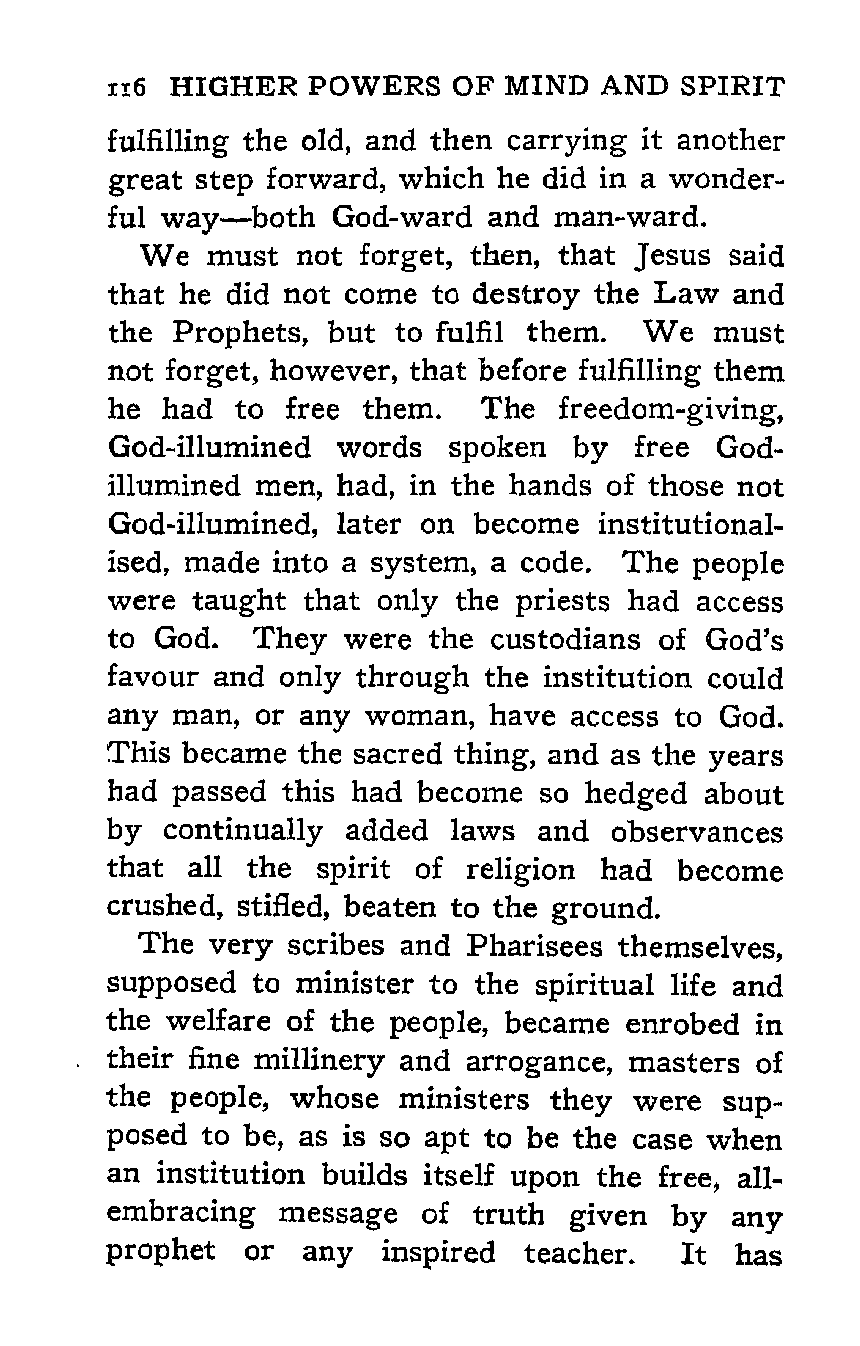 116 HIGHER POWERS OF MIND AND SPIRIT
fulfilling the old, and then carrying it another
great step forward, which he did in a wonder-
ful way—both God-ward and man-ward.
We must not forget, then, that Jesus said
that he did not come to destroy the Law and
the Prophets, but to fulfil them. We must
not forget, however, that before fulfilling them
he had to free them. The freedom-giving,
God-illumined words spoken by free God-
illumined men, had, in the hands of those not
God-illumined, later on become institutional-
ised, made into a system, a code. The people
were taught that only the priests had access
to God. They were the custodians of God's
favour and only through the institution could
any man, or any woman, have access to God.
This became the sacred thing, and as the years
had passed this had become so hedged about
by continually added laws and observances
that all the spirit of religion had become
crushed, stifled, beaten to the ground.
The very scribes and Pharisees themselves,
supposed to minister to the spiritual life and
the welfare of the people, became enrobed in
their fine millinery and arrogance, masters of
the people, whose ministers they were sup-
posed to be, as is so apt to be the case when
an institution builds itself upon the free, all-
embracing message of truth given by any
prophet or any inspired teacher. It has